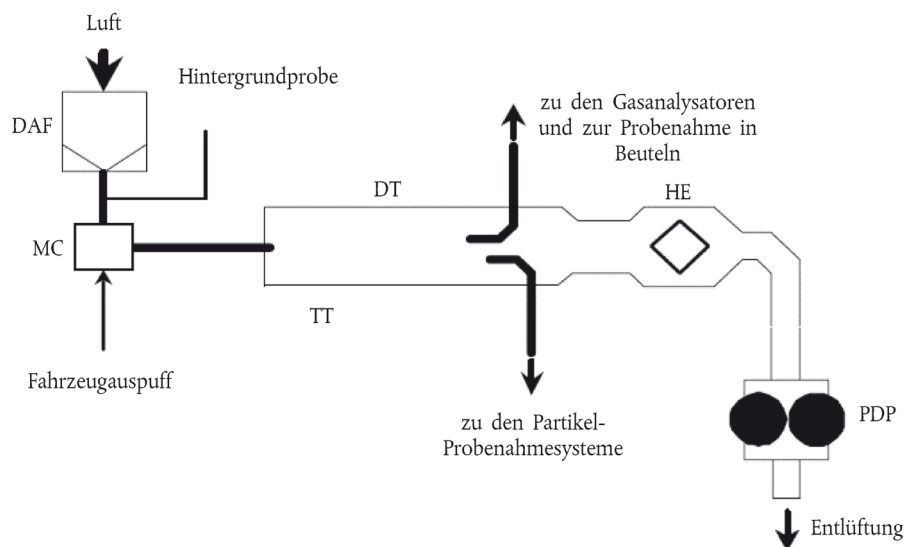 Luft
Hintergrundprobe
DAF
zu den Gasanalysatoren
und zur Probenahme in
Beuteln
DT
HE
MC
TT
Fahrzeugauspuff
zu den Partikel-
Probenahmesysteme
PDP
Entlüftung